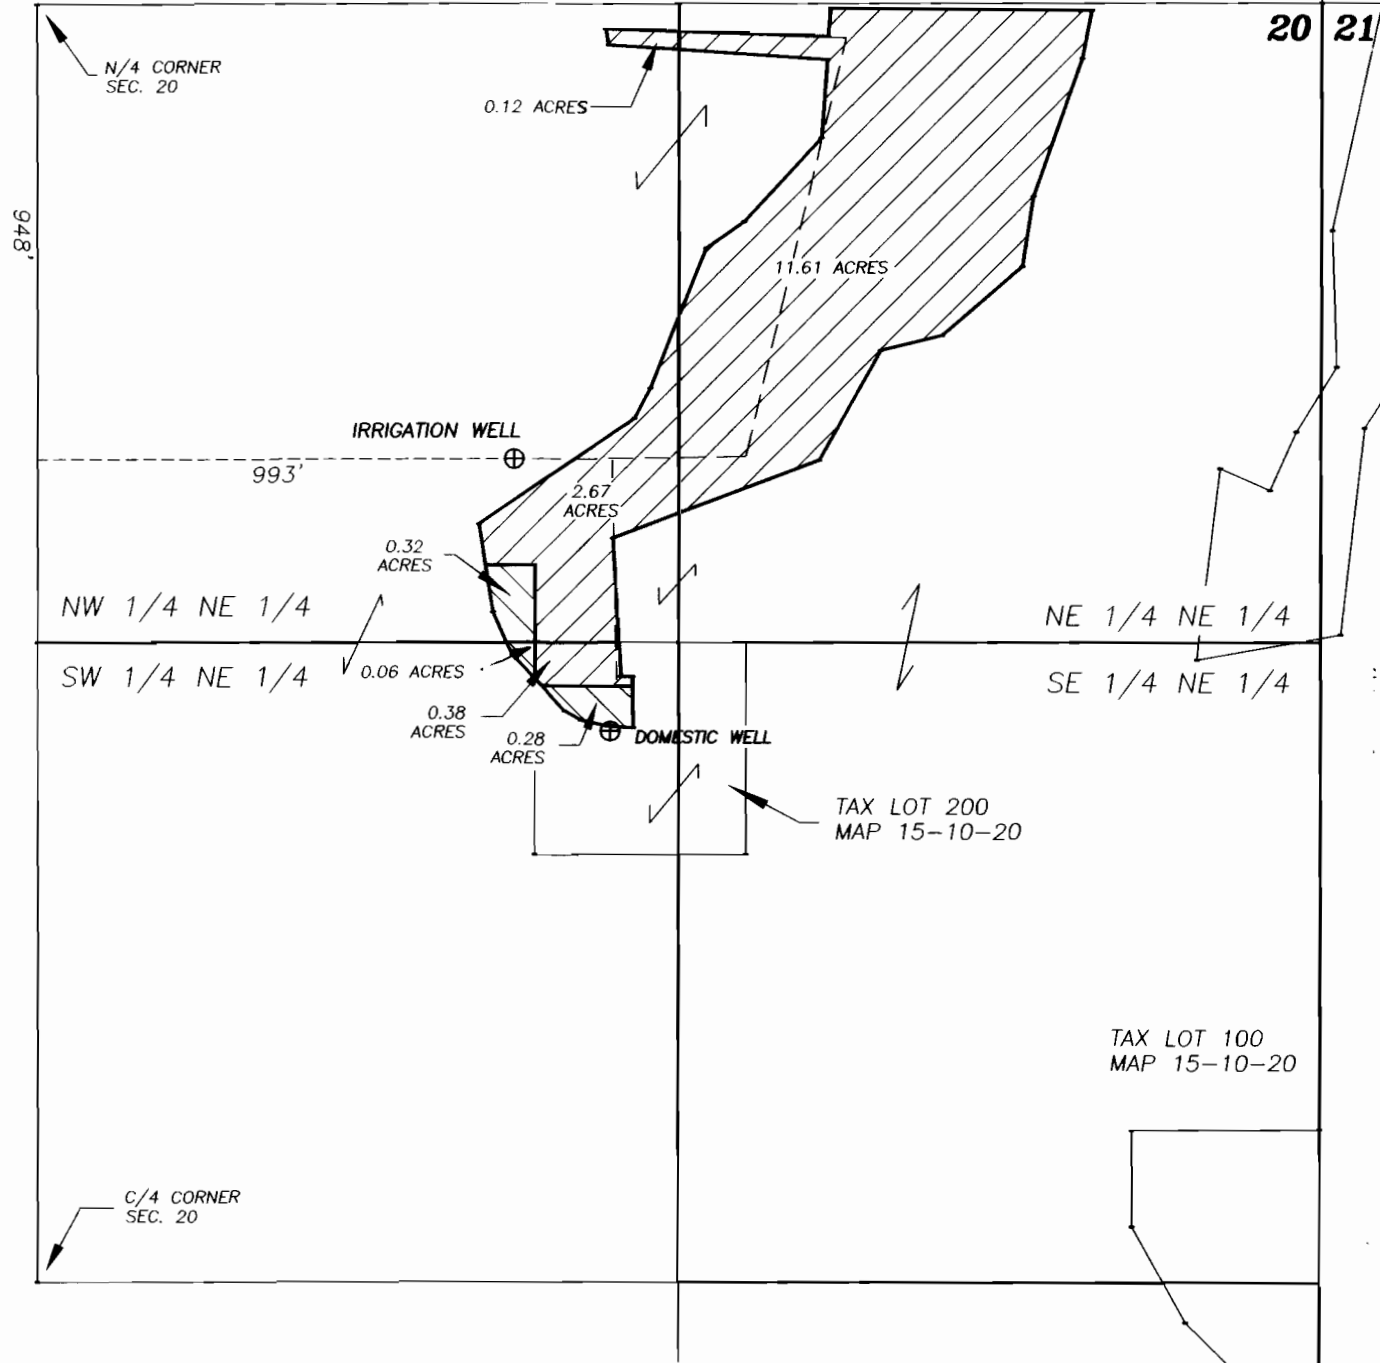 20 21
N/4 CORNER
SEC. 20
0.12 ACRES
948'
11.61 ACRES
IRRIGATION WELL
993'
2.67
ACRES
0.32
ACRES
NW 1/4 NE 1/4
NE 1/4 NE 1/4
SW 1/4 NE 1/4
0.06 ACRES
SE 1/4 NE 1/4
0.38
ACRES
0.28
ACRES
DOMESTIC WELL
TAX LOT 200
MAP 15-10-20
TAX LOT 100
MAP 15-10-20
C/4 CORNER
SEC. 20